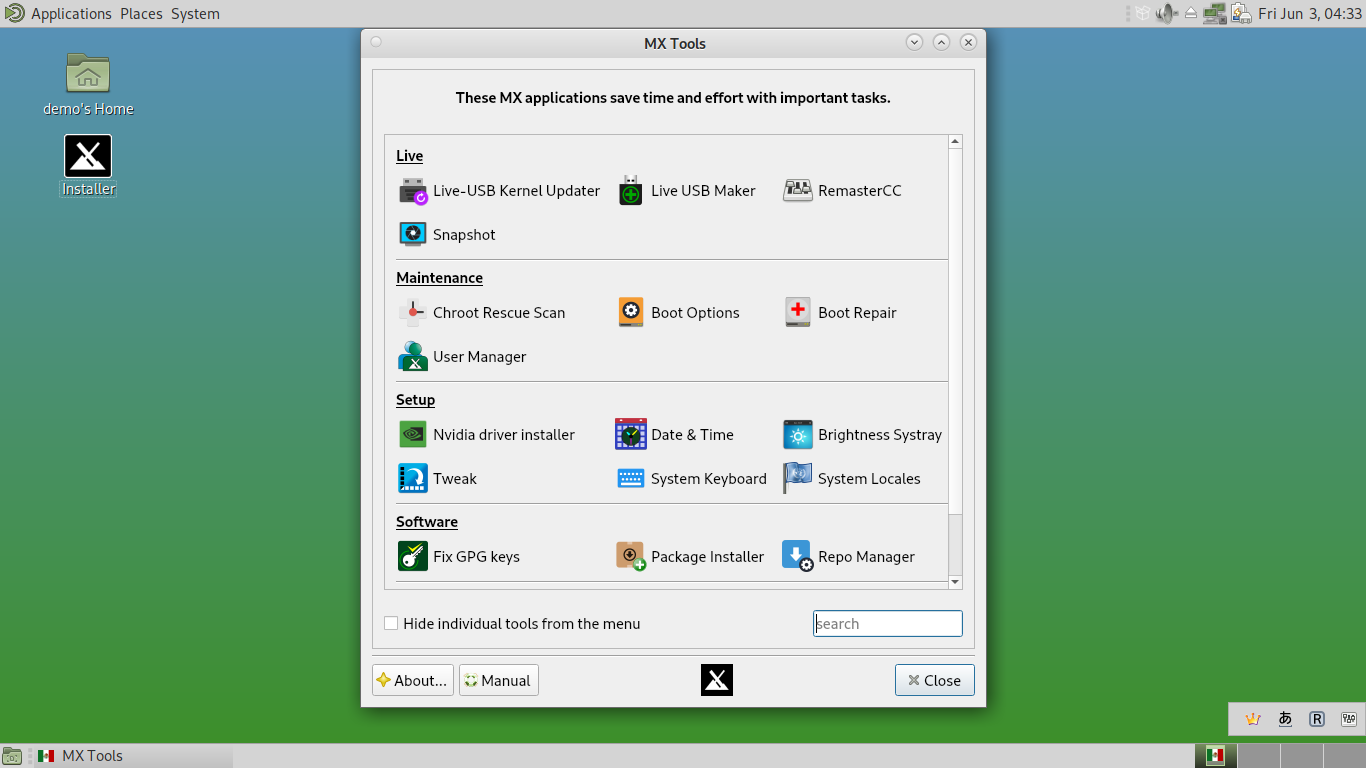 Applications Places System
Fri Jun 3, 04:33
MX Tools
demo's Home
Installer
These MX applications save time and effort with important tasks.
Live
Live-USB Kernel Updater Live USB Maker RemasterCC
Snapshot
Maintenance
Chroot Rescue Scan Boot Options Boot Repair
User Manager
Setup
Nvidia driver installer Date & Time Brightness Systray
Tweak System Keyboard System Locales
Software
Fix GPG keys Package Installer Repo Manager
Hide individual tools from the menu search
About... Manual Close
あ R
MX Tools